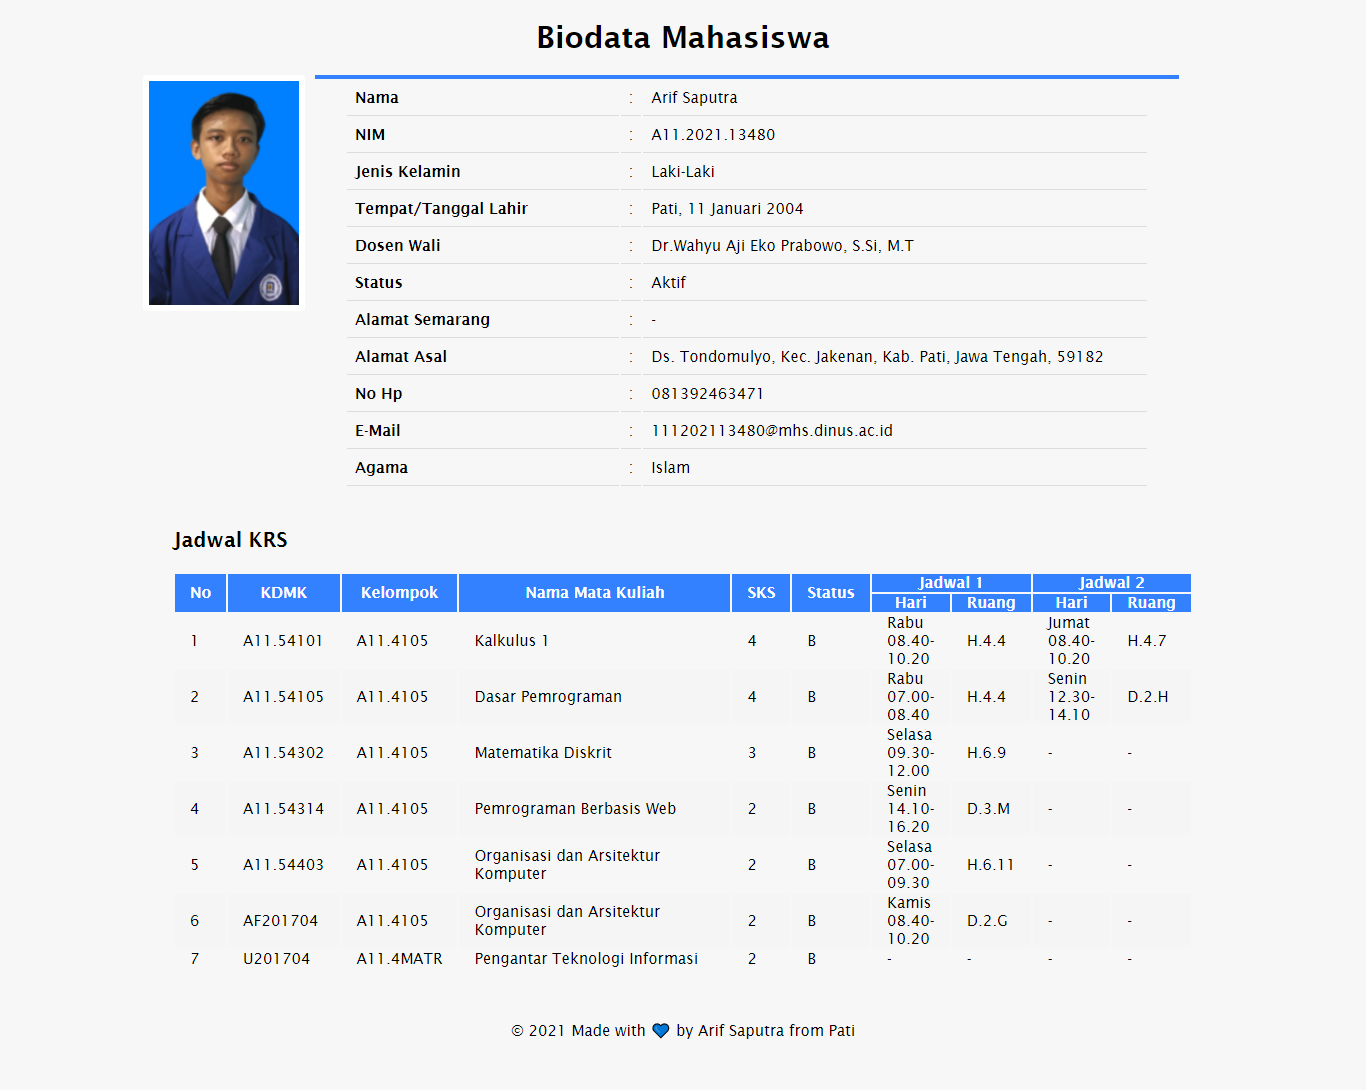 Biodata Mahasiswa
Nama : Arif Saputra
NIM : A11.2021.13480
Jenis Kelamin : Laki-Laki
Tempat/Tanggal Lahir : Pati, 11 Januari 2004
Dosen Wali : Dr.Wahyu Aji Eko Prabowo, S.Si, M.T
Status : Aktif
Alamat Semarang : -
Alamat Asal : Ds. Tondomulyo, Kec. Jakenan, Kab. Pati, Jawa Tengah, 59182
No Hp : 081392463471
E-Mail : 111202113480@mhs.dinus.ac.id
Agama : Islam
Jadwal KRS
No KDMK Kelompok Nama Mata Kuliah SKS Status Jadwal 1 Jadwal 2
Hari Ruang Hari Ruang
1 A11.54101 A11.4105 Kalkulus 1 4 B Rabu 08.40-10.20 H.4.4 Jumat 08.40-10.20 H.4.7
2 A11.54105 A11.4105 Dasar Pemrograman 4 B Rabu 07.00-08.40 H.4.4 Senin 12.30-14.10 D.2.H
3 A11.54302 A11.4105 Matematika Diskrit 3 B Selasa 09.30-12.00 H.6.9 - -
4 A11.54314 A11.4105 Pemrograman Berbasis Web 2 B Senin 14.10-16.20 D.3.M - -
5 A11.54403 A11.4105 Organisasi dan Arsitektur Komputer 2 B Selasa 07.00-09.30 H.6.11 - -
6 AF201704 A11.4105 Organisasi dan Arsitektur Komputer 2 B Kamis 08.40-10.20 D.2.G - -
7 U201704 A11.4MATR Pengantar Teknologi Informasi 2 B - - - -
© 2021 Made with 💙 by Arif Saputra from Pati